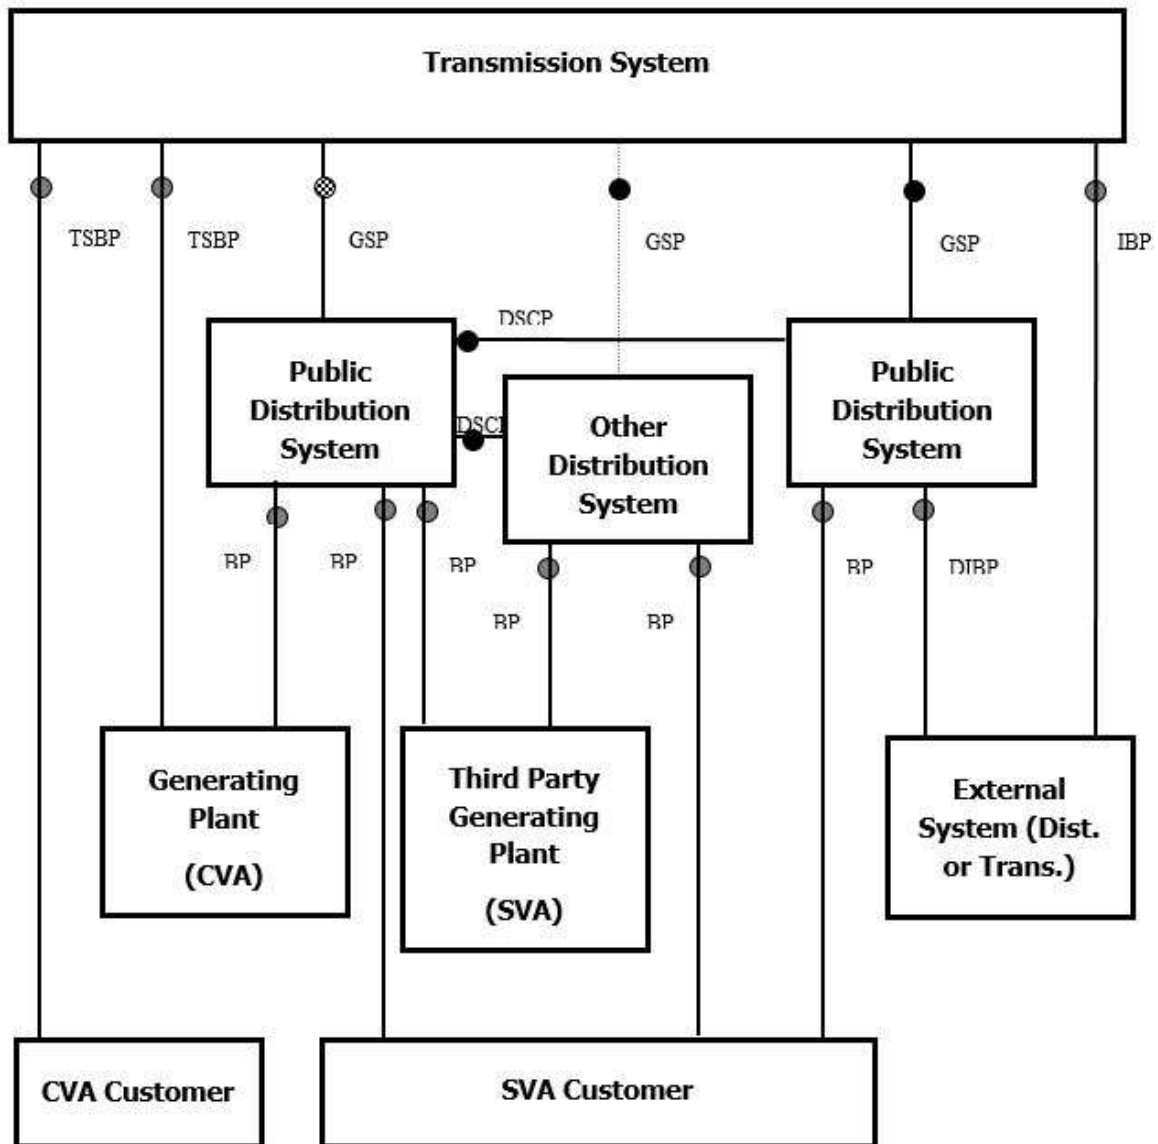 Transmission System
TSBP
TSBP
GSP
GSP
GSP
IBP
DSCP
Public
Distribution
System
DSCP
Other
Distribution
System
Public
Distribution
System
BP
BP
BP
BP
DIBP
BP
BP
Generating
Plant
(CVA)
Third Party
Generating
Plant
(SVA)
External
System (Dist.
or Trans.)
CVA Customer
SVA Customer